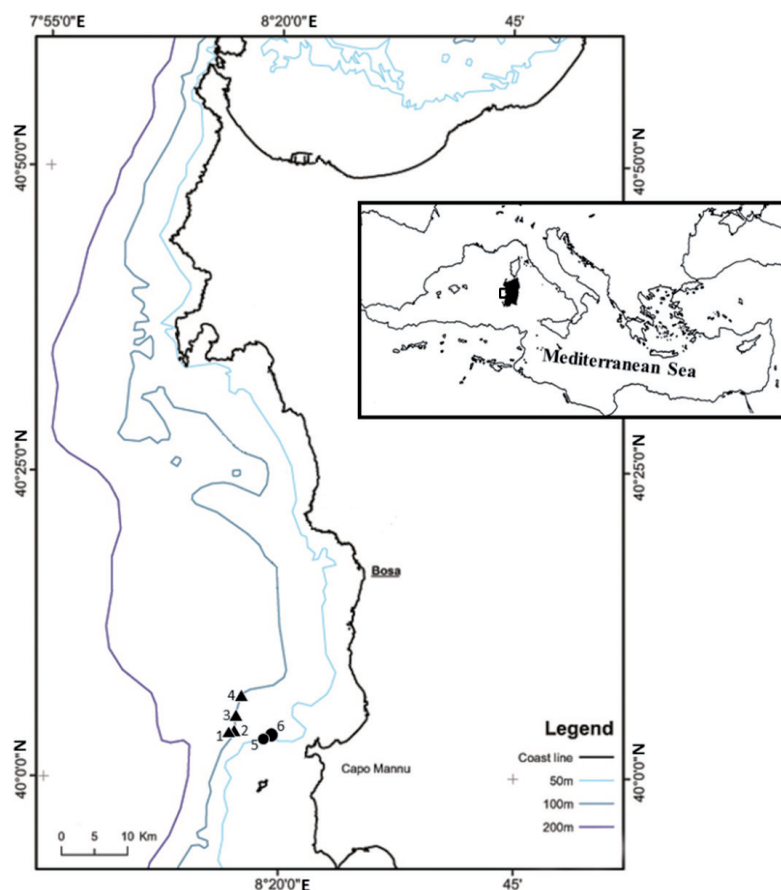 7°55'0"E
8°20'0"E
45'
40°50'0"N
40°50'0"N
Mediterranean Sea
40°25'0"N
40°25'0"N
Bosa
4
3
1
2
5
6
Legend
Coast line
50m
100m
200m
Capo Mannu
40°0'0"N
40°0'0"N
0 5 10 Km
8°20'0"E
45'